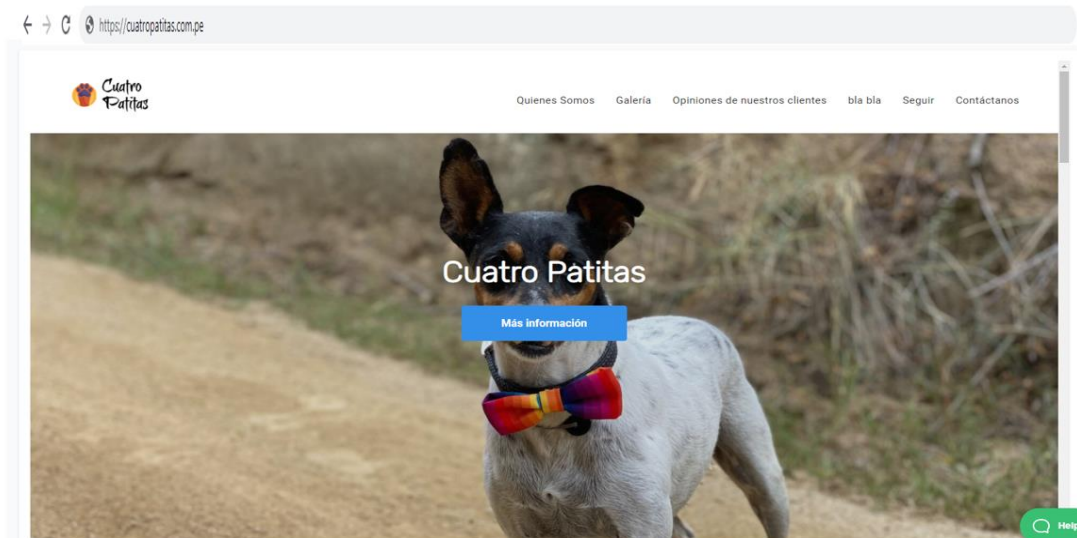 https://cuatropatitas.com.pe
Cuatro
Patitas
Quienes Somos Galería Opiniones de nuestros clientes bla bla Seguir Contáctanos
Cuatro Patitas
Más información
Help